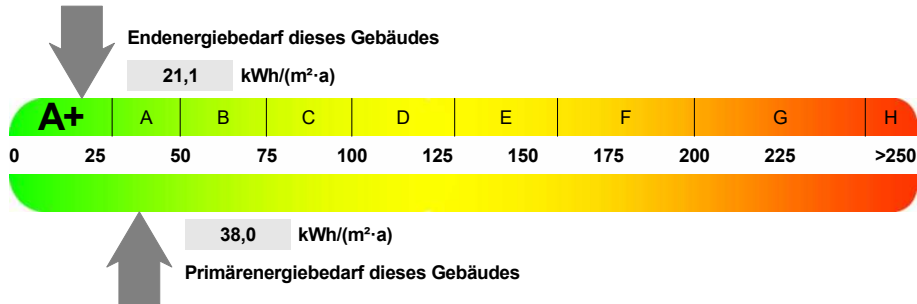 Endenergiebedarf dieses Gebäudes
21,1 kWh/(m²·a)
A+ A B C D E F G H
0 25 50 75 100 125 150 175 200 225 >250
38,0 kWh/(m²·a)
Primärenergiebedarf dieses Gebäudes